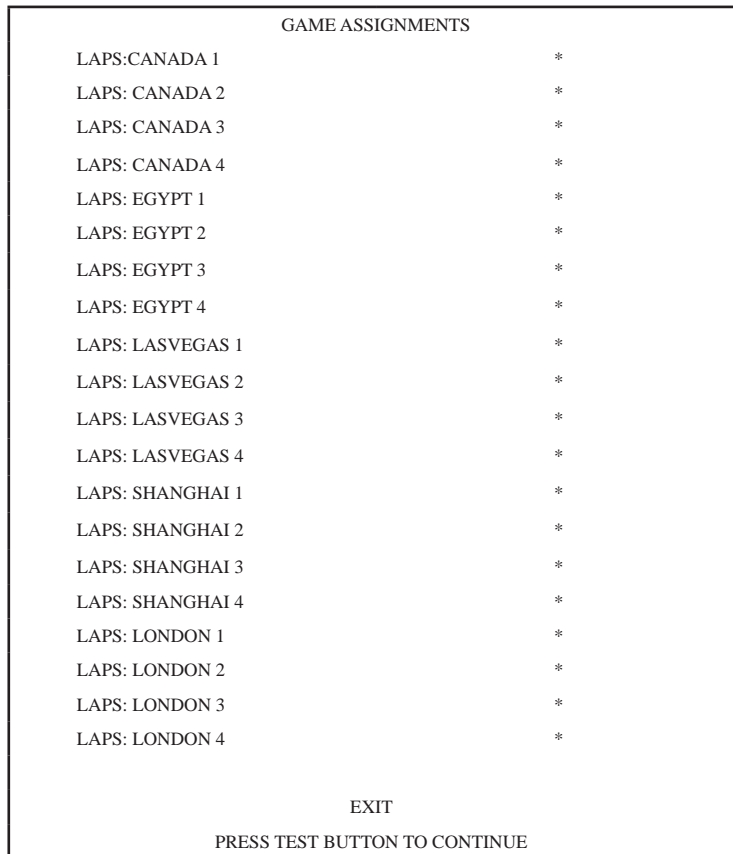 GAME ASSIGNMENTS
LAPS:CANADA 1 *
LAPS: CANADA 2 *
LAPS: CANADA 3 *
LAPS: CANADA 4 *
LAPS: EGYPT 1 *
LAPS: EGYPT 2 *
LAPS: EGYPT 3 *
LAPS: EGYPT 4 *
LAPS: LASVEGAS 1 *
LAPS: LASVEGAS 2 *
LAPS: LASVEGAS 3 *
LAPS: LASVEGAS 4 *
LAPS: SHANGHAI 1 *
LAPS: SHANGHAI 2 *
LAPS: SHANGHAI 3 *
LAPS: SHANGHAI 4 *
LAPS: LONDON 1 *
LAPS: LONDON 2 *
LAPS: LONDON 3 *
LAPS: LONDON 4 *
EXIT
PRESS TEST BUTTON TO CONTINUE